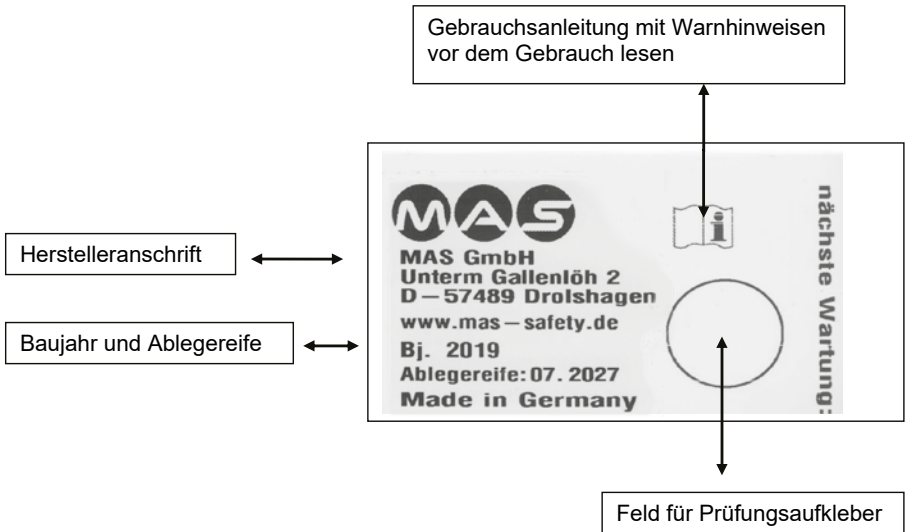 Gebrauchsanleitung mit Warnhinweisen
vor dem Gebrauch lesen
Herstelleranschrift
Baujahr und Ablegereife
MAS
MAS GmbH
Unterm Gallenlöh 2
D – 57489 Drolshagen
www.mas – safety.de
Bj. 2019
Ablegereife: 07. 2027
Made in Germany
i
nächste Wartung:
Feld für Prüfungsaufkleber